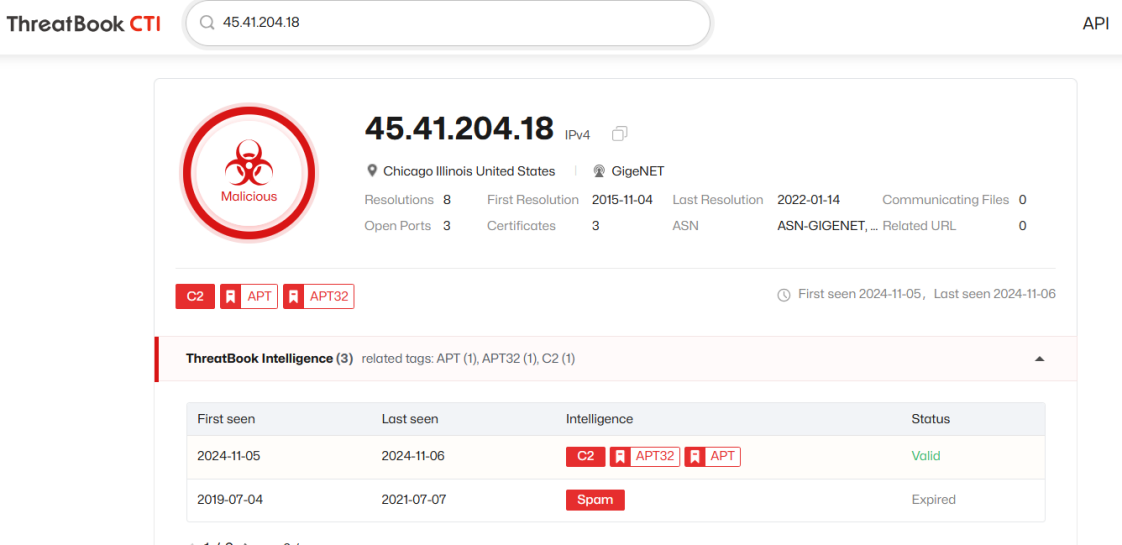 ThreatBook CTI 45.41.204.18 API
45.41.204.18 IPv4
Malicious
Chicago Illinois United States GigeNET
Resolutions 8 First Resolution 2015-11-04 Last Resolution 2022-01-14 Communicating Files 0
Open Ports 3 Certificates 3 ASN ASN-GIGENET, ... Related URL 0
C2 APT APT32 First seen 2024-11-05, Last seen 2024-11-06
ThreatBook Intelligence (3) related tags: APT (1), APT32 (1), C2 (1)
First seen Last seen Intelligence Status
2024-11-05 2024-11-06 C2 APT32 APT Valid
2019-07-04 2021-07-07 Spam Expired